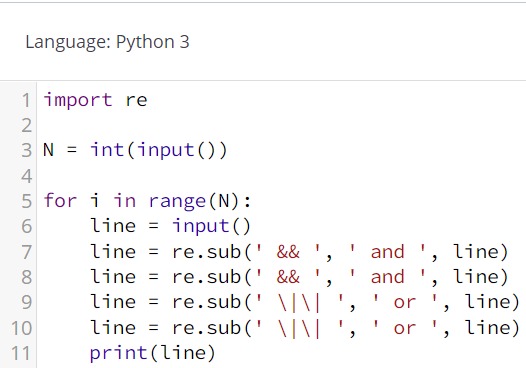 Language: Python 3
1 import re
2
3 N = int(input())
4
5 for i in range(N):
6     line = input()
7     line = re.sub(' && ', ' and ', line)
8     line = re.sub(' && ', ' and ', line)
9     line = re.sub(' \|\| ', ' or ', line)
10     line = re.sub(' \|\| ', ' or ', line)
11     print(line)